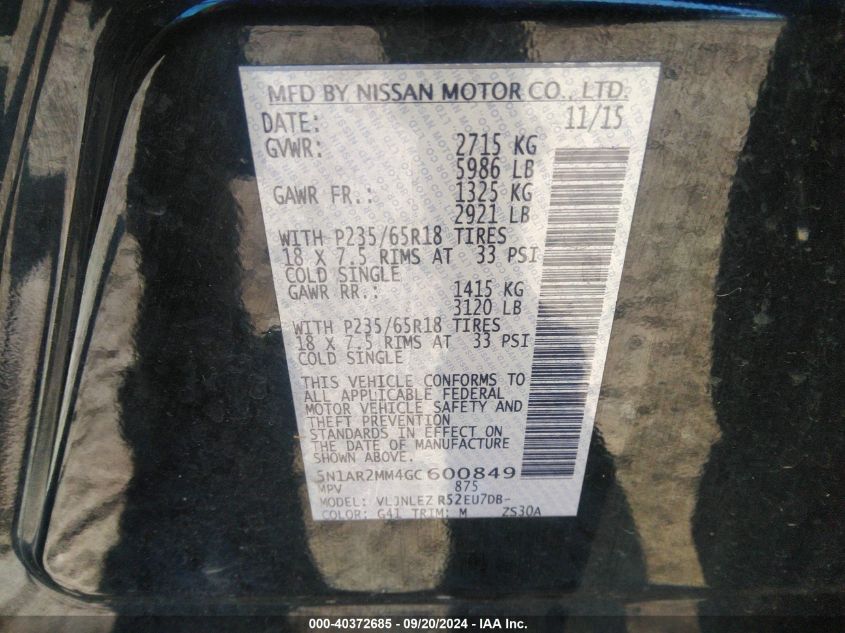 MFD BY NISSAN MOTOR CO., LTD.
DATE: 11/15
GVWR: 2715 KG
5986 LB
GAWR FR.: 1325 KG
2921 LB
WITH P235/65R18 TIRES
18 X 7.5 RIMS AT 33 PSI
COLD SINGLE
GAWR RR.: 1415 KG
3120 LB
WITH P235/65R18 TIRES
18 X 7.5 RIMS AT 33 PSI
COLD SINGLE
THIS VEHICLE CONFORMS TO
ALL APPLICABLE FEDERAL
MOTOR VEHICLE SAFETY AND
THEFT PREVENTION
STANDARDS IN EFFECT ON
THE DATE OF MANUFACTURE
SHOWN ABOVE.
5N1AR2MM4GC600849
MPV 875
MODEL: VLJNLEZ R52EU7DB-
COLOR: G41 TRIM: M ZS30A
000-40372685 - 09/20/2024 - IAA Inc.